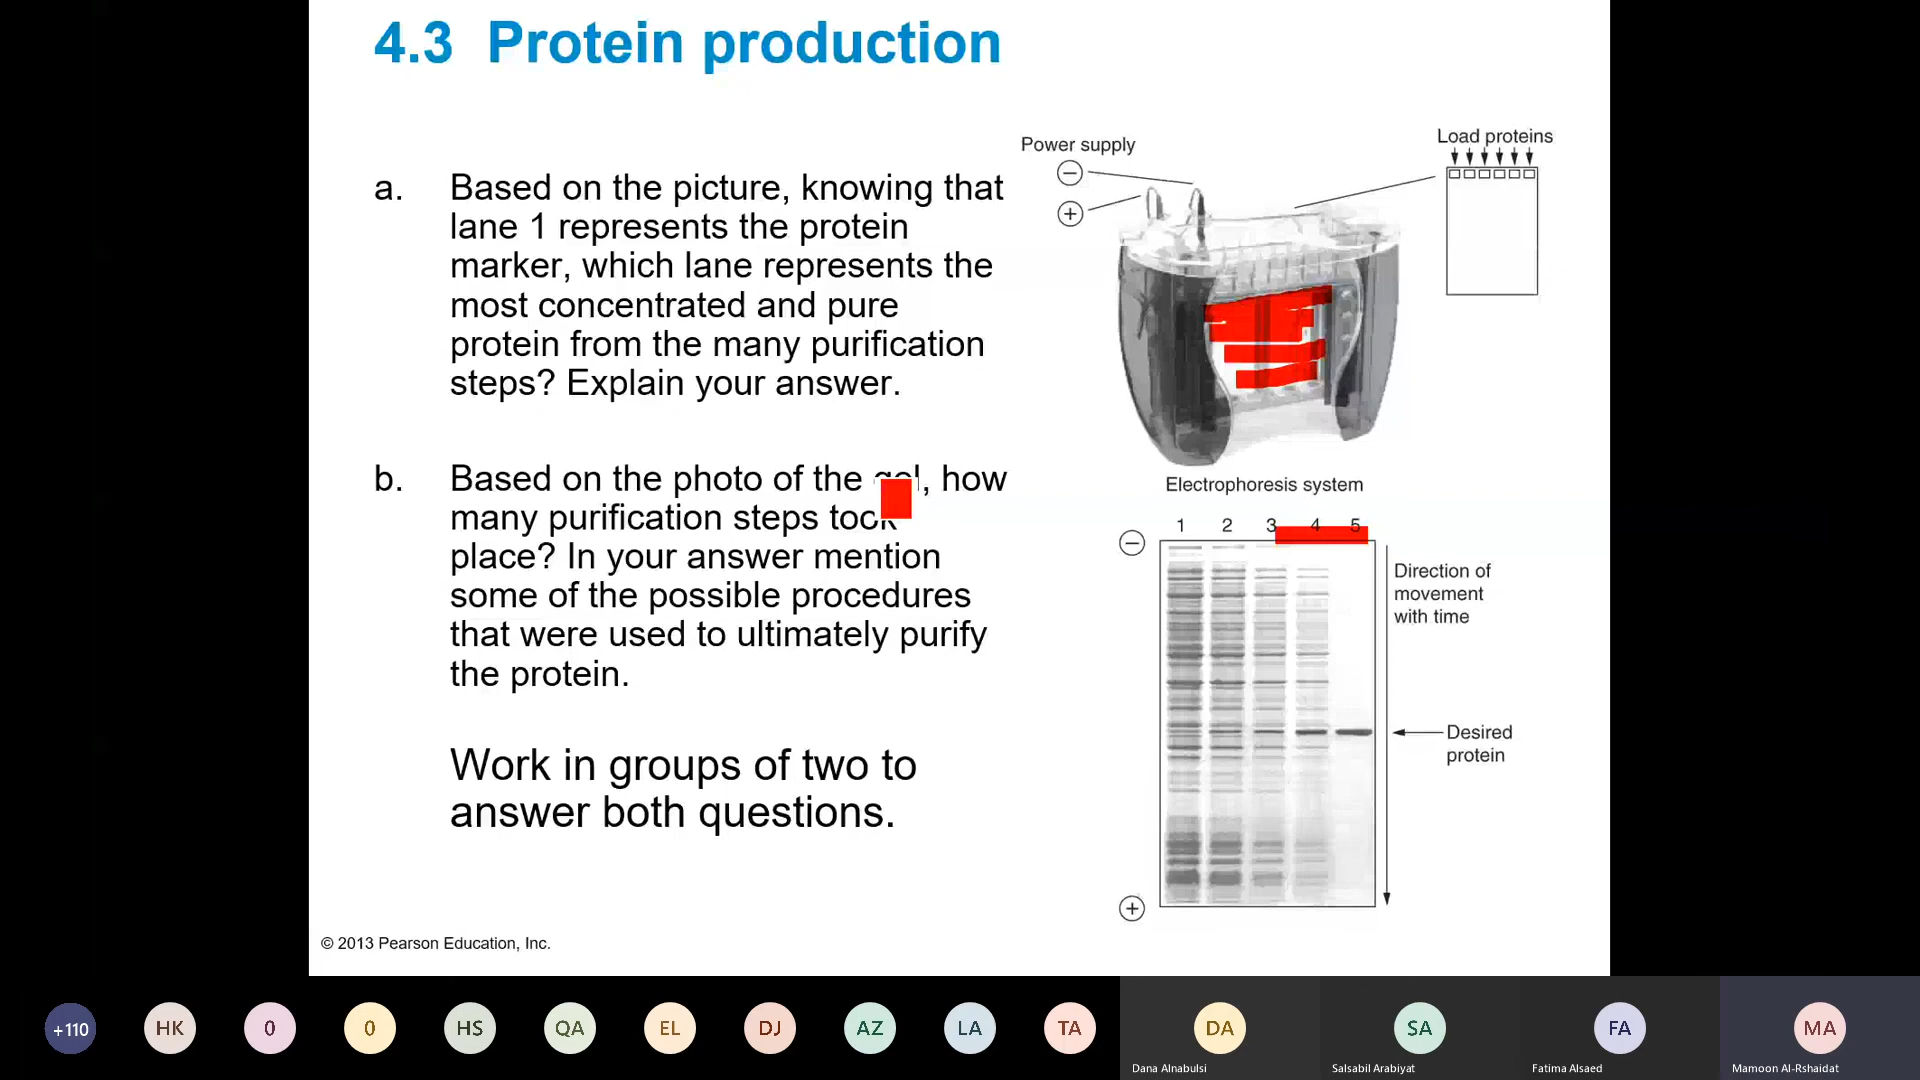 4.3 Protein production
a. Based on the picture, knowing that
lane 1 represents the protein
marker, which lane represents the
most concentrated and pure
protein from the many purification
steps? Explain your answer.
b. Based on the photo of the gel, how
many purification steps took
place? In your answer mention
some of the possible procedures
that were used to ultimately purify
the protein.
Work in groups of two to
answer both questions.
© 2013 Pearson Education, Inc.
Power supply
−
+
Load proteins
Electrophoresis system
1 2 3 4 5
−
Direction of
movement
with time
Desired
protein
+
+110
HK
0
0
HS
QA
EL
DJ
AZ
LA
TA
DA
Dana Alnabulsi
SA
Salsabil Arabiyat
FA
Fatima Alsaed
MA
Mamoon Al-Rshaidat